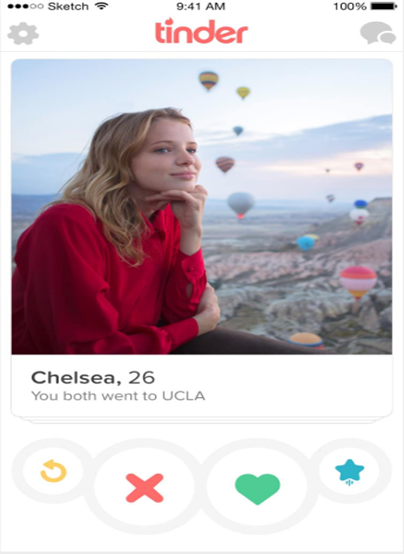 Sketch 9:41 AM 100%
tinder
Chelsea, 26
You both went to UCLA